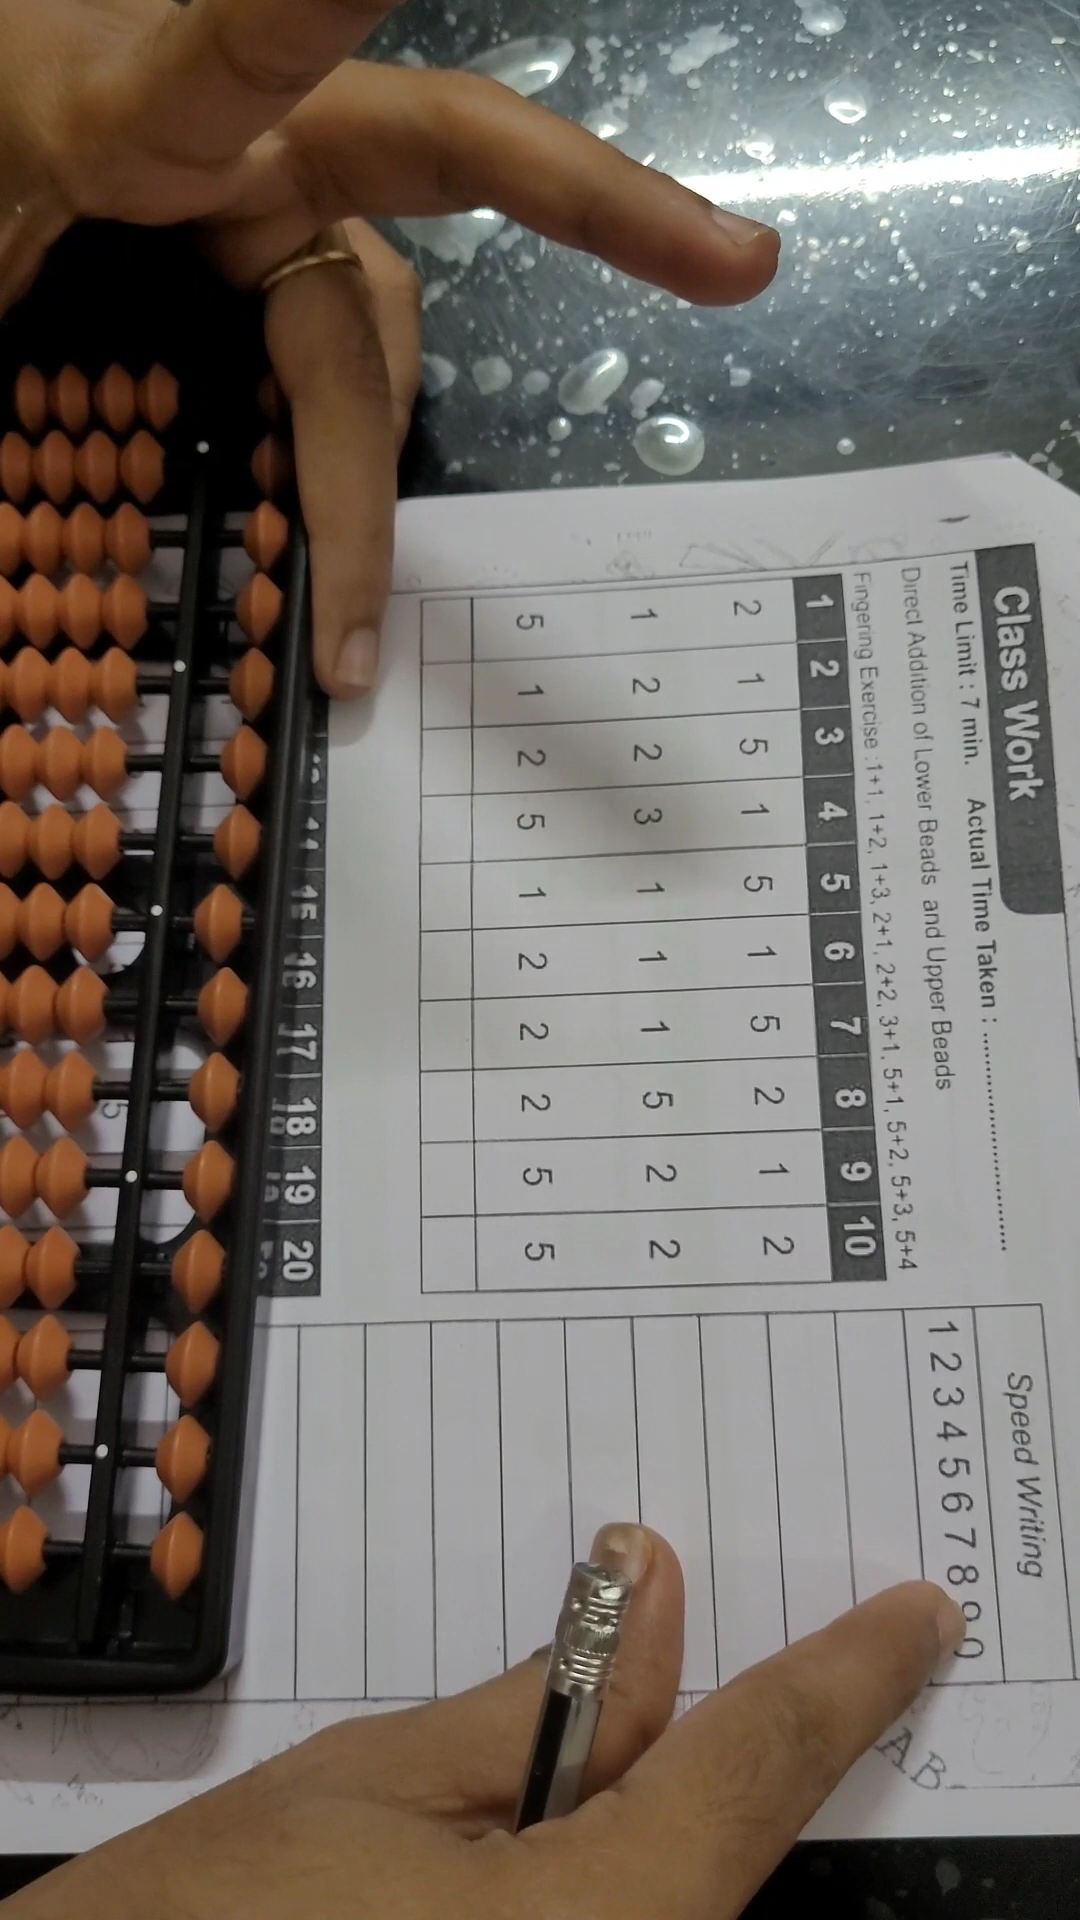 Class Work
Time Limit : 7 min. Actual Time Taken : ........................................
Direct Addition of Lower Beads and Upper Beads
Fingering Exercise : 1+1, 1+2, 1+3, 2+1, 2+2, 3+1, 5+1, 5+2, 5+3, 5+4
1 2 3 4 5 6 7 8 9 10
2 1 5 1 5 1 5 2 1 2
1 2 2 3 1 1 1 5 2 2
5 1 2 5 1 2 2 2 5 5
15 16 17 18 19 20
Speed Writing
1 2 3 4 5 6 7 8 9 0
AB